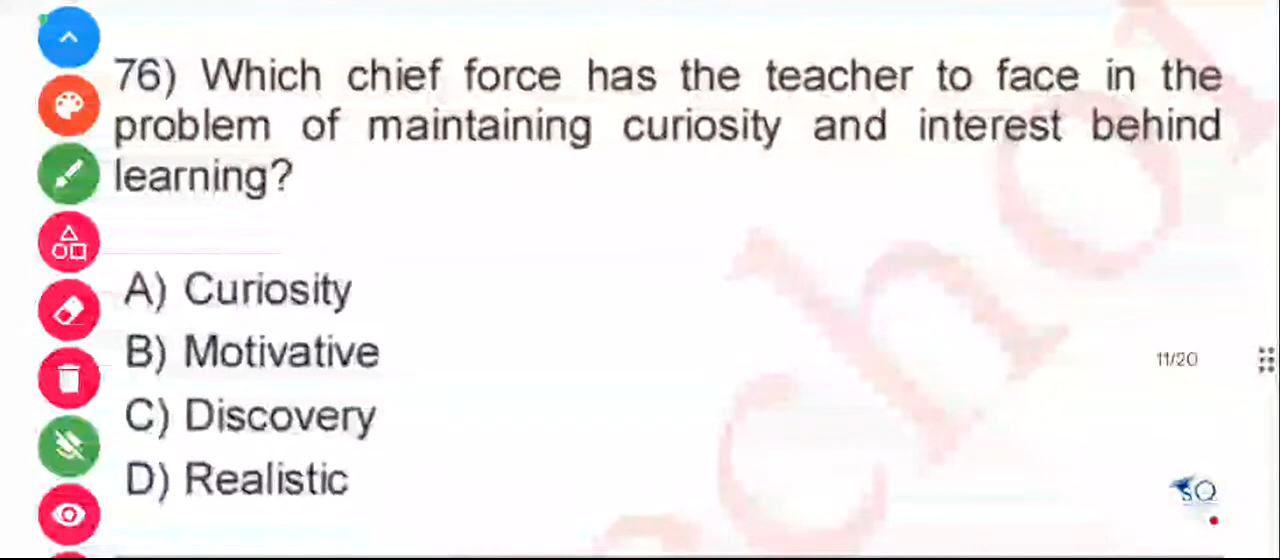 76) Which chief force has the teacher to face in the
problem of maintaining curiosity and interest behind
learning?
A) Curiosity
B) Motivative
C) Discovery
D) Realistic
11/20
SQ